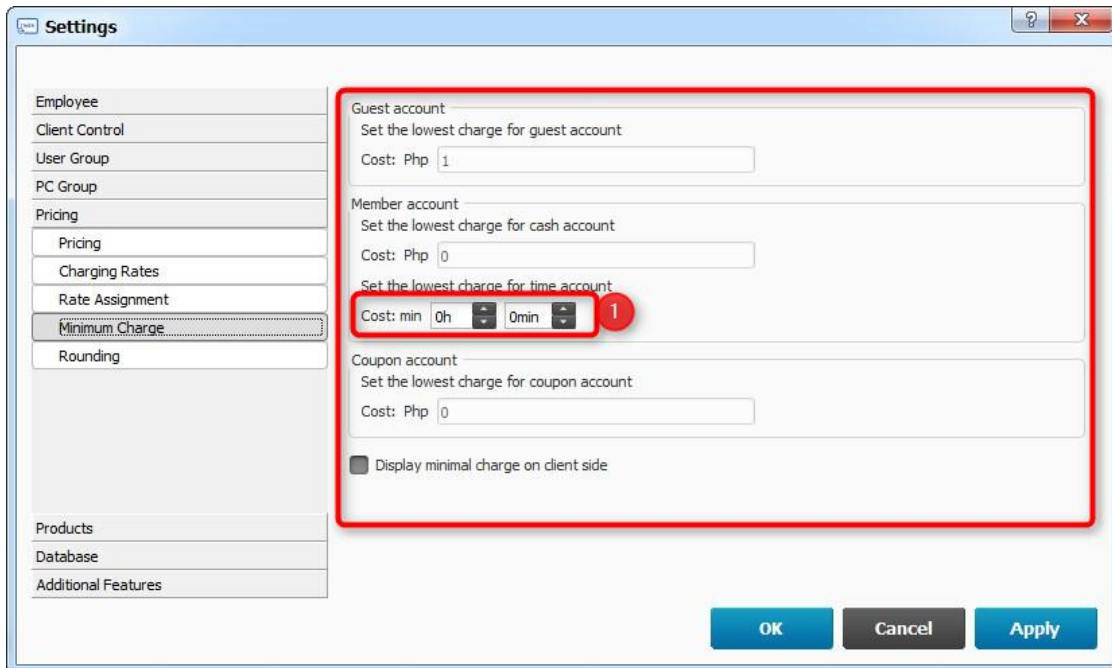 Settings
Employee
Client Control
User Group
PC Group
Pricing
Pricing
Charging Rates
Rate Assignment
Minimum Charge
Rounding
Products
Database
Additional Features
Guest account
Set the lowest charge for guest account
Cost: Php 1
Member account
Set the lowest charge for cash account
Cost: Php 0
Set the lowest charge for time account
Cost: min 0h 0min 1
Coupon account
Set the lowest charge for coupon account
Cost: Php 0
Display minimal charge on client side
OK Cancel Apply